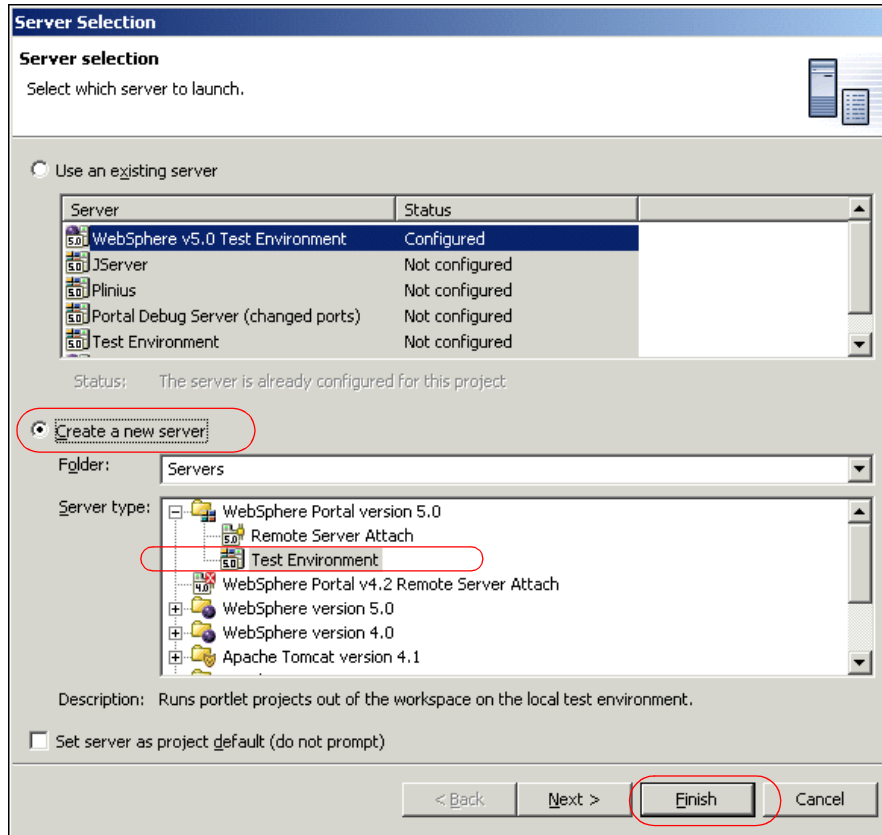 Server Selection
Server selection
Select which server to launch.
Use an existing server
Server Status
WebSphere v5.0 Test Environment Configured
JServer Not configured
Plinius Not configured
Portal Debug Server (changed ports) Not configured
Test Environment Not configured
Status: The server is already configured for this project
Create a new server
Folder: Servers
Server type: WebSphere Portal version 5.0
Remote Server Attach
Test Environment
WebSphere Portal v4.2 Remote Server Attach
WebSphere version 5.0
WebSphere version 4.0
Apache Tomcat version 4.1
Description: Runs portlet projects out of the workspace on the local test environment.
Set server as project default (do not prompt)
< Back Next > Finish Cancel